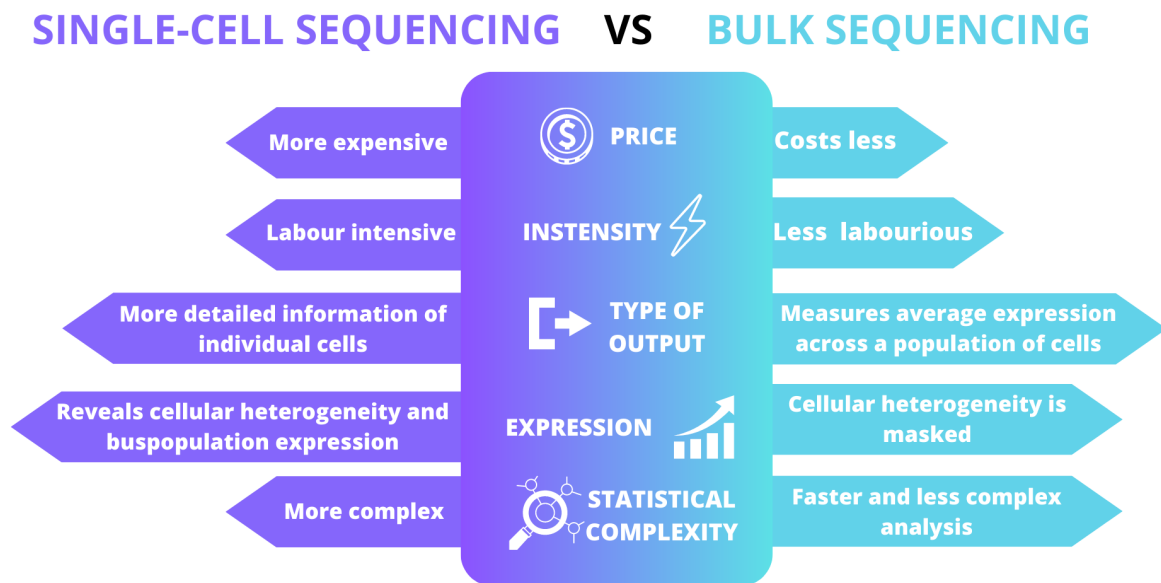 SINGLE-CELL SEQUENCING VS BULK SEQUENCING
More expensive
PRICE
Costs less
Labour intensive
INSTENSITY
Less labourious
More detailed information of
individual cells
TYPE OF
OUTPUT
Measures average expression
across a population of cells
Reveals cellular heterogeneity and
buspopulation expression
EXPRESSION
Cellular heterogeneity is
masked
More complex
STATISTICAL
COMPLEXITY
Faster and less complex
analysis